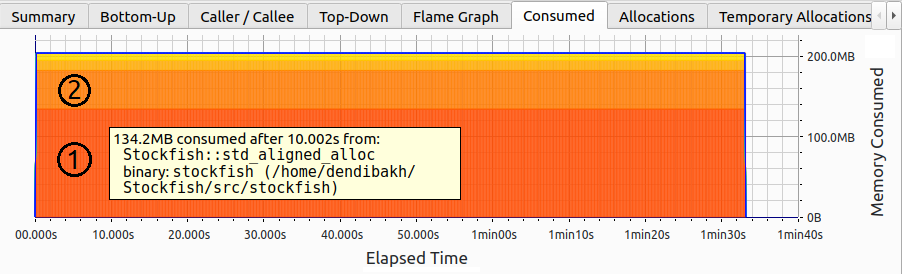 Summary Bottom-Up Caller / Callee Top-Down Flame Graph Consumed Allocations Temporary Allocations
200.0MB
2
100.0MB
134.2MB consumed after 10.002s from:
Stockfish::std_aligned_alloc
1
binary: stockfish (/home/dendibakh/
Stockfish/src/stockfish)
0B
Memory Consumed
00.000s 10.000s 20.000s 30.000s 40.000s 50.000s 1min00s 1min10s 1min20s 1min30s 1min40s
Elapsed Time